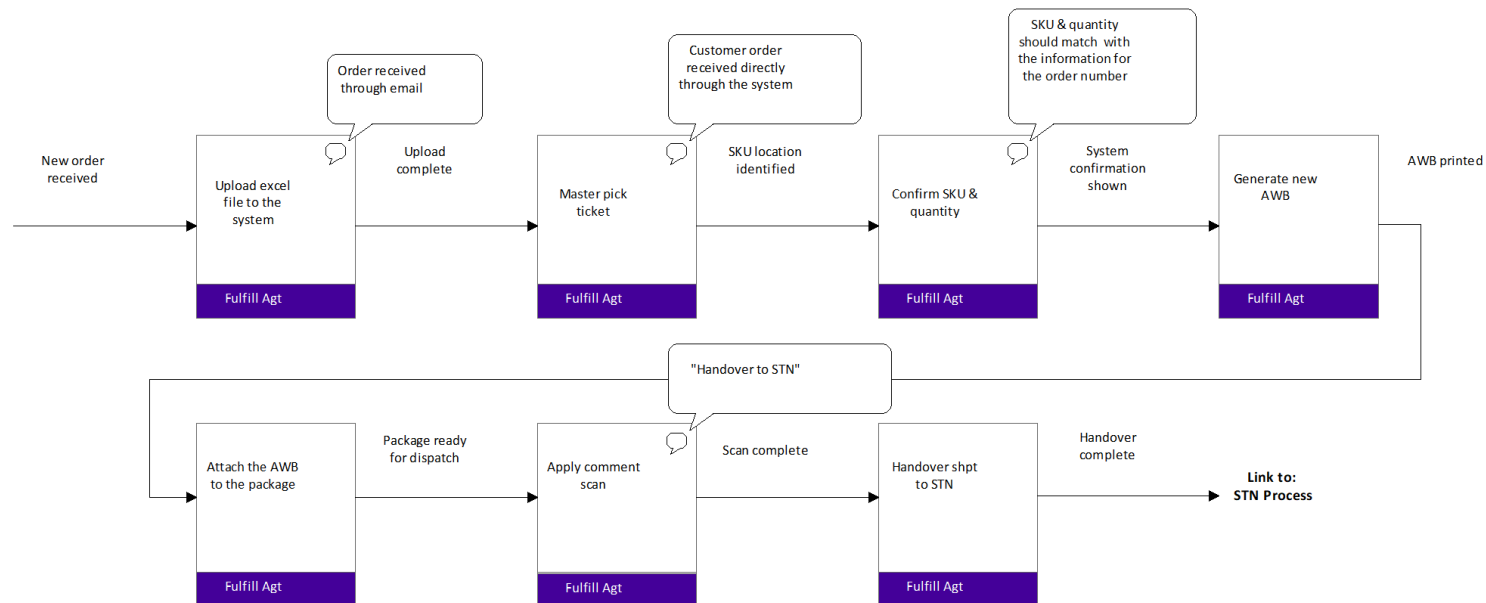 New order
received
Order received
through email
Upload excel
file to the
system
Fulfill Agt
Upload
complete
Customer order
received directly
through the system
Master pick
ticket
Fulfill Agt
SKU location
identified
SKU & quantity
should match with
the information for
the order number
Confirm SKU &
quantity
Fulfill Agt
System
confirmation
shown
Generate new
AWB
Fulfill Agt
AWB printed
Attach the AWB
to the package
Fulfill Agt
Package ready
for dispatch
"Handover to STN"
Apply comment
scan
Fulfill Agt
Scan complete
Handover shpt
to STN
Fulfill Agt
Handover
complete
Link to:
STN Process